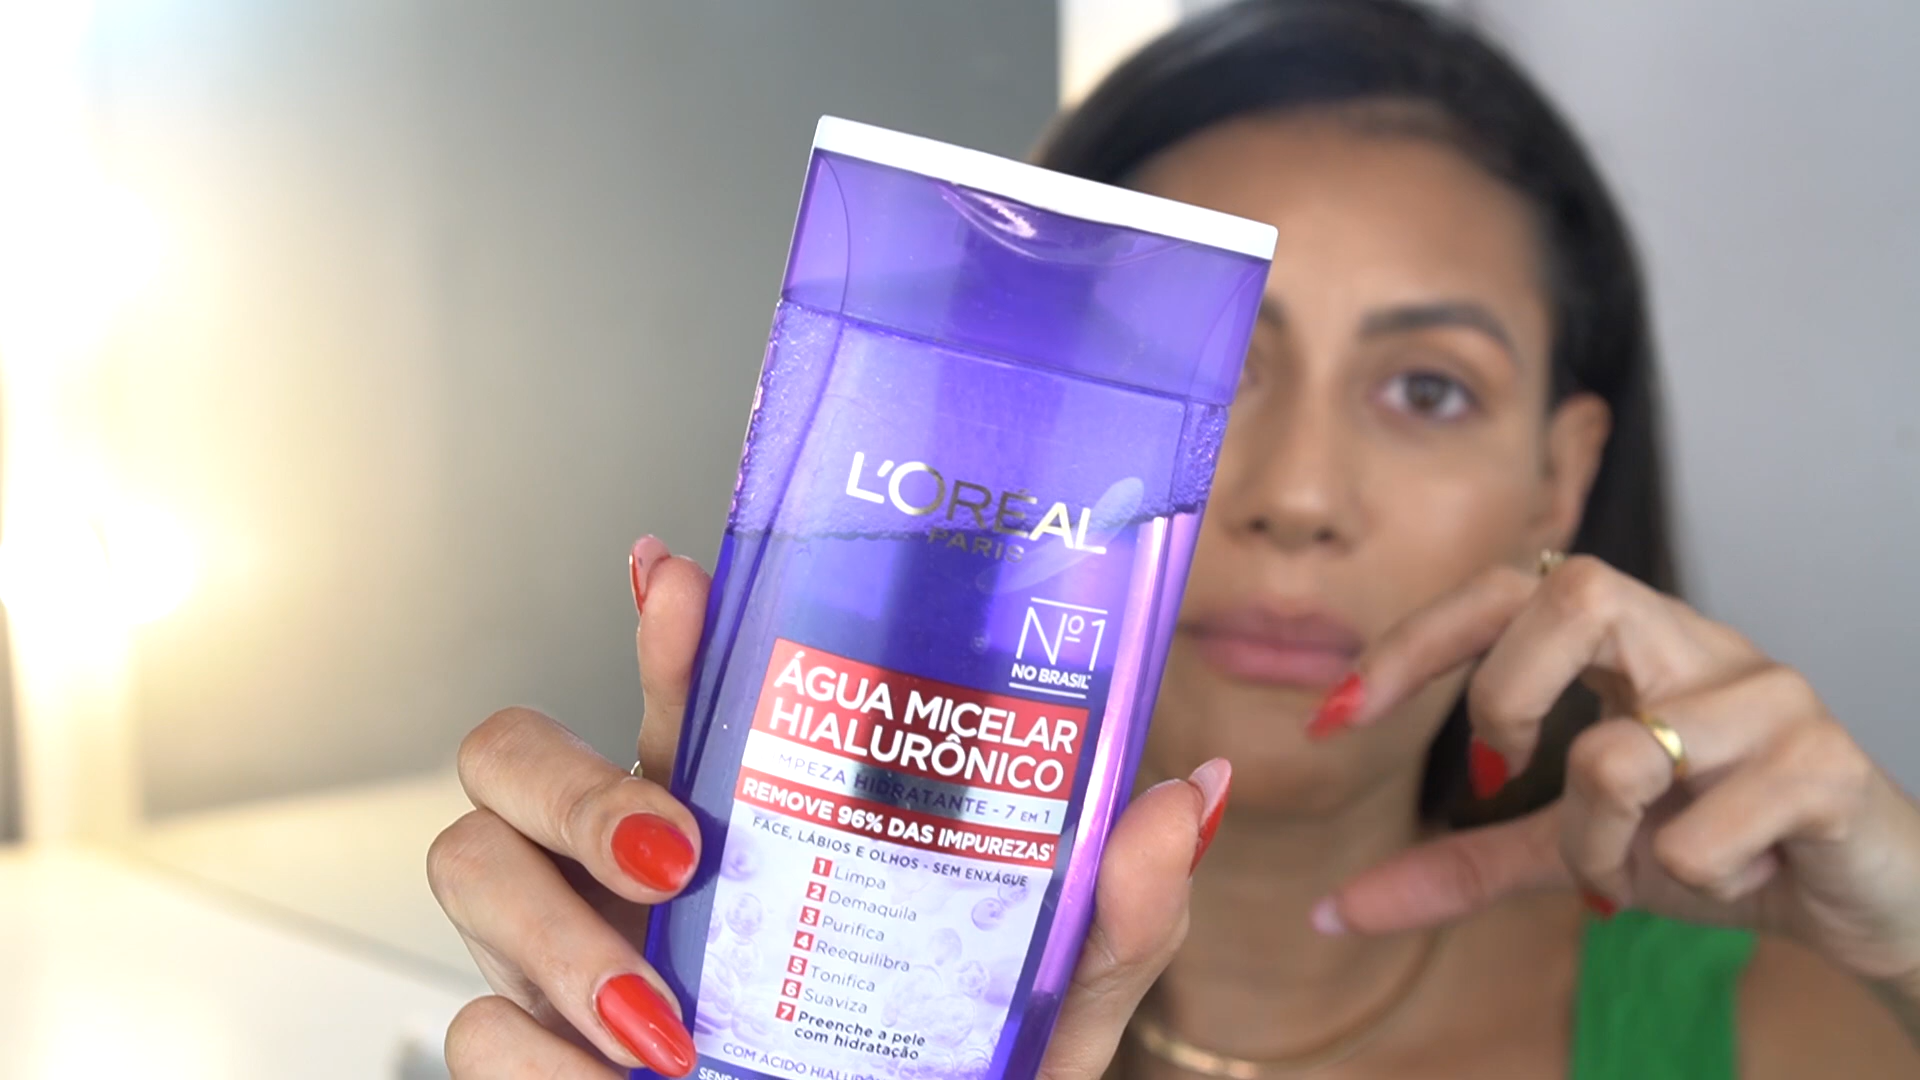 L'ORÉAL
PARIS
Nº1
NO BRASIL
ÁGUA MICELAR
HIALURÔNICO
MPEZA HIDRATANTE - 7 EM 1
REMOVE 96% DAS IMPUREZAS¹
FACE, LÁBIOS E OLHOS - SEM ENXÁGUE
1 Limpa
2 Demaquila
3 Purifica
4 Reequilibra
5 Tonifica
6 Suaviza
7 Preenche a pele
com hidratação
COM ÁCIDO